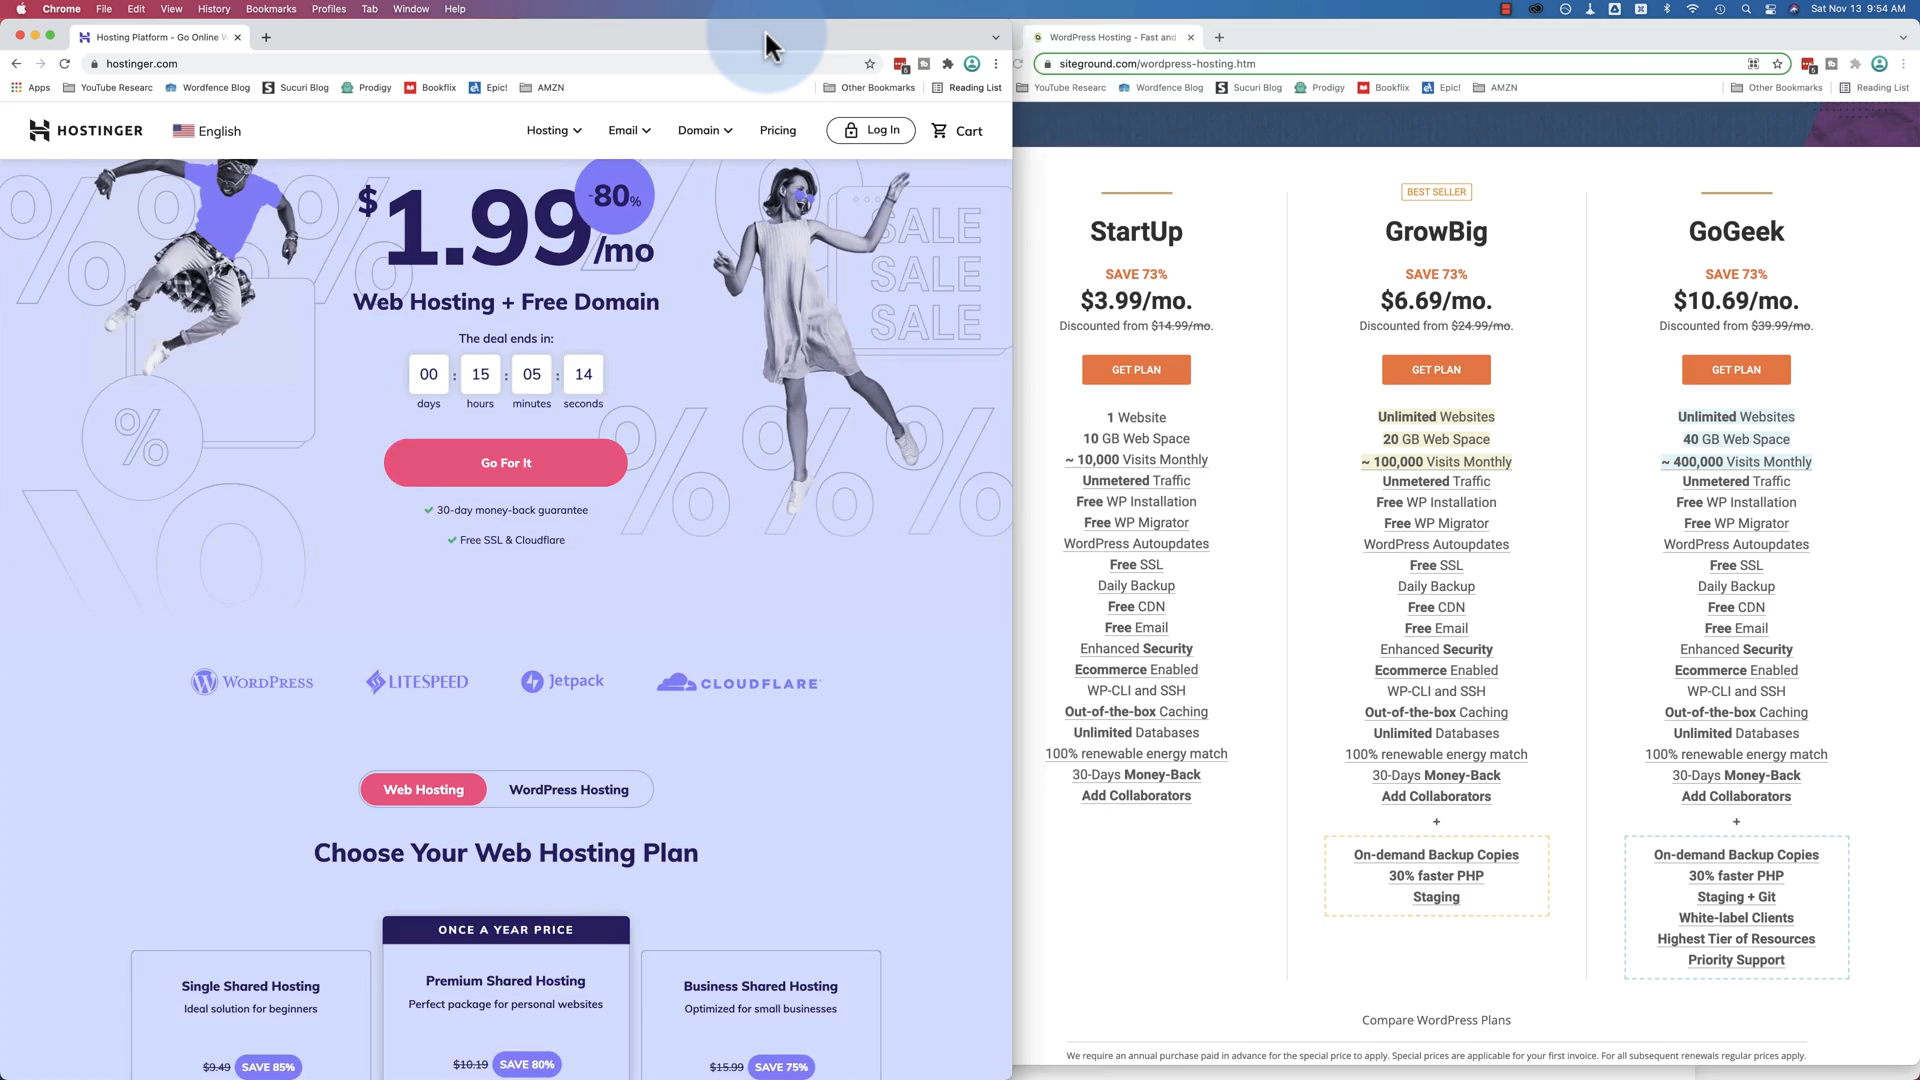 Chrome File Edit View History Bookmarks Profiles Tab Window Help
Sat Nov 13 9:54 AM
Hosting Platform - Go Online W
hostinger.com
Apps YouTube Researc Wordfence Blog Sucuri Blog Prodigy Bookflix Epic! AMZN Other Bookmarks Reading List
HOSTINGER English Hosting Email Domain Pricing Log In Cart
$1.99/mo
-80%
SALE
SALE
SALE
Web Hosting + Free Domain
The deal ends in:
00 : 15 : 05 : 14
days hours minutes seconds
Go For It
30-day money-back guarantee
Free SSL & Cloudflare
WORDPRESS LITESPEED Jetpack CLOUDFLARE
Web Hosting WordPress Hosting
Choose Your Web Hosting Plan
ONCE A YEAR PRICE
Single Shared Hosting
Ideal solution for beginners
$9.49 SAVE 85%
Premium Shared Hosting
Perfect package for personal websites
$10.19 SAVE 80%
Business Shared Hosting
Optimized for small businesses
$15.99 SAVE 75%
WordPress Hosting - Fast and
siteground.com/wordpress-hosting.htm
YouTube Researc Wordfence Blog Sucuri Blog Prodigy Bookflix Epic! AMZN Other Bookmarks Reading List
StartUp
SAVE 73%
$3.99/mo.
Discounted from $14.99/mo.
GET PLAN
1 Website
10 GB Web Space
~ 10,000 Visits Monthly
Unmetered Traffic
Free WP Installation
Free WP Migrator
WordPress Autoupdates
Free SSL
Daily Backup
Free CDN
Free Email
Enhanced Security
Ecommerce Enabled
WP-CLI and SSH
Out-of-the-box Caching
Unlimited Databases
100% renewable energy match
30-Days Money-Back
Add Collaborators
BEST SELLER
GrowBig
SAVE 73%
$6.69/mo.
Discounted from $24.99/mo.
GET PLAN
Unlimited Websites
20 GB Web Space
~ 100,000 Visits Monthly
Unmetered Traffic
Free WP Installation
Free WP Migrator
WordPress Autoupdates
Free SSL
Daily Backup
Free CDN
Free Email
Enhanced Security
Ecommerce Enabled
WP-CLI and SSH
Out-of-the-box Caching
Unlimited Databases
100% renewable energy match
30-Days Money-Back
Add Collaborators
+
On-demand Backup Copies
30% faster PHP
Staging
GoGeek
SAVE 73%
$10.69/mo.
Discounted from $39.99/mo.
GET PLAN
Unlimited Websites
40 GB Web Space
~ 400,000 Visits Monthly
Unmetered Traffic
Free WP Installation
Free WP Migrator
WordPress Autoupdates
Free SSL
Daily Backup
Free CDN
Free Email
Enhanced Security
Ecommerce Enabled
WP-CLI and SSH
Out-of-the-box Caching
Unlimited Databases
100% renewable energy match
30-Days Money-Back
Add Collaborators
+
On-demand Backup Copies
30% faster PHP
Staging + Git
White-label Clients
Highest Tier of Resources
Priority Support
Compare WordPress Plans
We require an annual purchase paid in advance for the special price to apply. Special prices are applicable for your first invoice. For all subsequent renewals regular prices apply.